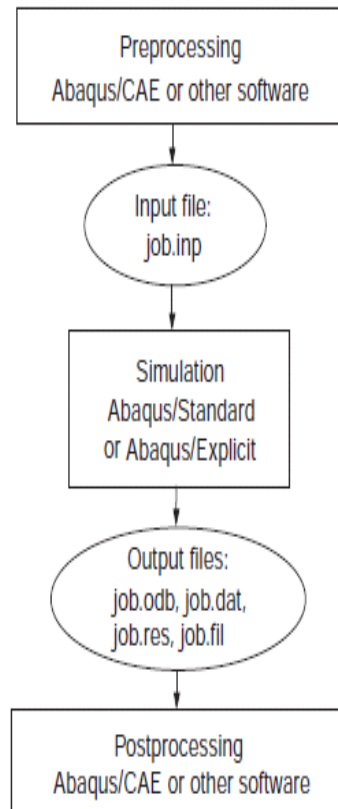 Preprocessing
Abaqus/CAE or other software
Input file:
job.inp
Simulation
Abaqus/Standard
or Abaqus/Explicit
Output files:
job.odb, job.dat,
job.res, job.fil
Postprocessing
Abaqus/CAE or other software